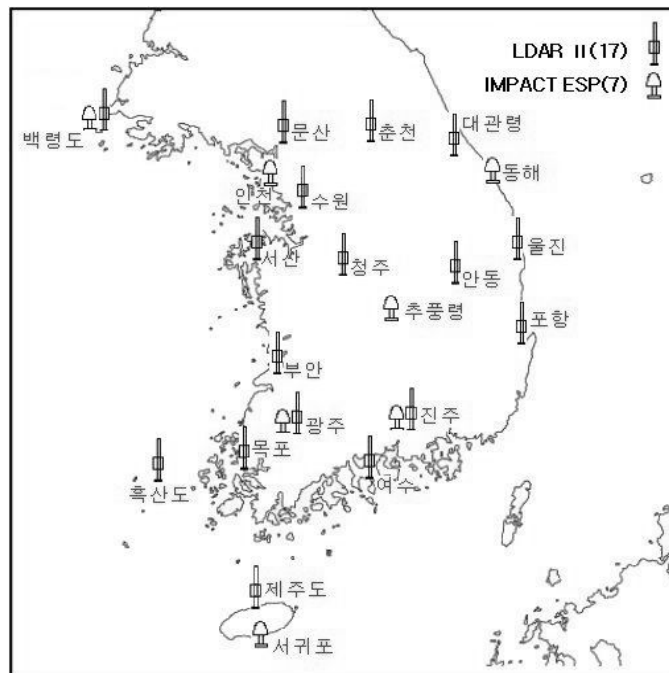 LDAR II(17)
IMPACT ESP(7)
백령도
문산
춘천
대관령
인천
수원
동해
서산
청주
안동
울진
추풍령
포항
부안
광주
진주
목포
여수
흑산도
제주도
서귀포